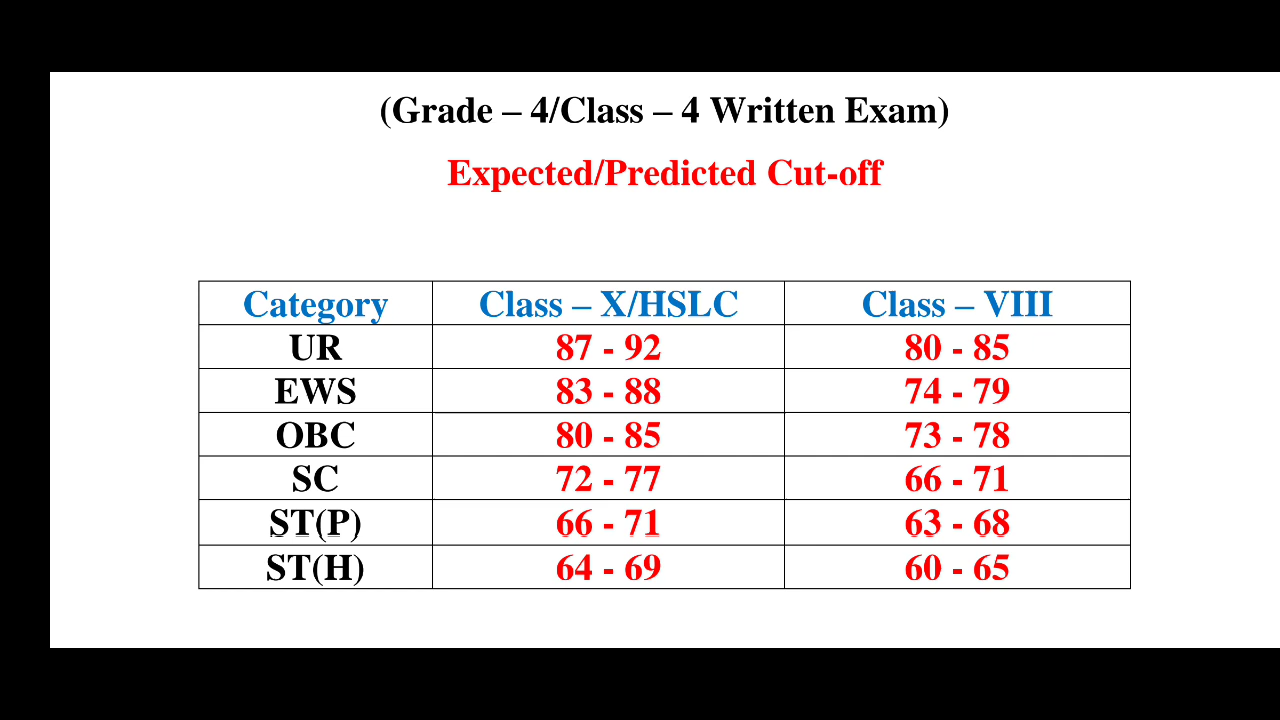 (Grade – 4/Class – 4 Written Exam)
Expected/Predicted Cut-off
Category Class – X/HSLC Class – VIII
UR 87 - 92 80 - 85
EWS 83 - 88 74 - 79
OBC 80 - 85 73 - 78
SC 72 - 77 66 - 71
ST(P) 66 - 71 63 - 68
ST(H) 64 - 69 60 - 65